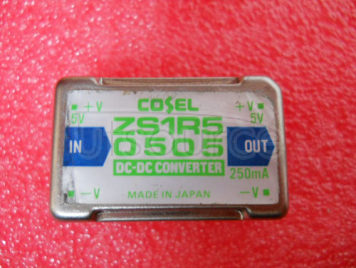 COSEL
+V +V
5V 5V
ZS1R5
0505
IN OUT
DC-DC CONVERTER
250mA
-V -V
MADE IN JAPAN